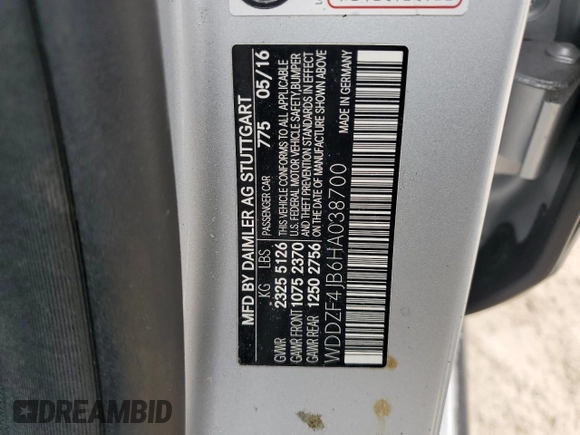 MFD BY DAIMLER AG STUTTGART
KG LBS PASSENGER CAR 775 05/16
GVWR 2325 5126 THIS VEHICLE CONFORMS TO ALL APPLICABLE
GAWR FRONT 1075 2370 U.S. FEDERAL MOTOR VEHICLE SAFETY, BUMPER
GAWR REAR 1250 2756 AND THEFT PREVENTION STANDARDS IN EFFECT
ON THE DATE OF MANUFACTURE SHOWN ABOVE
WDDZF4JB6HA038700 MADE IN GERMANY
DREAMBID